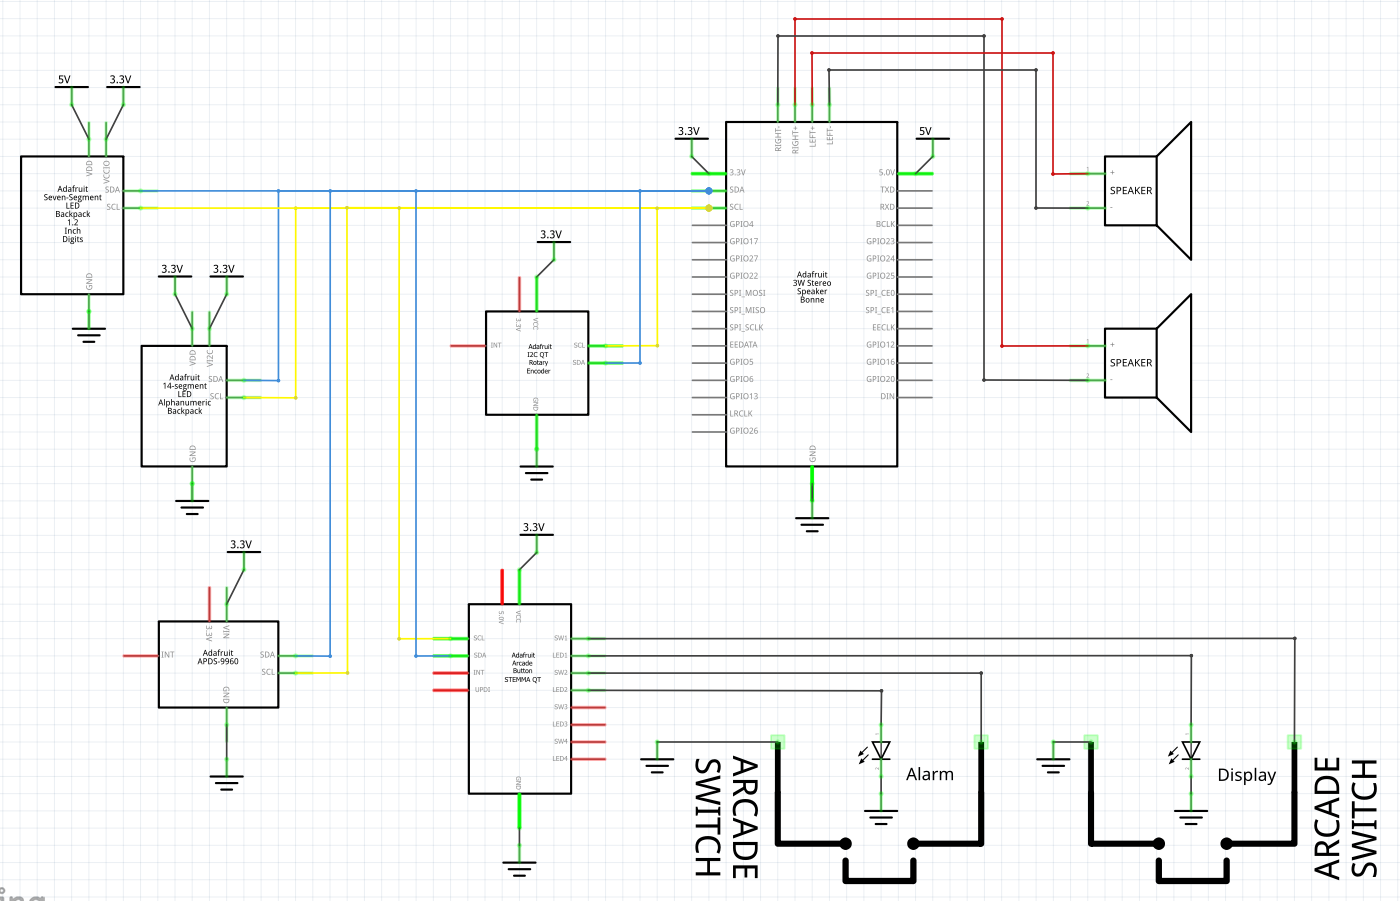 5V
3.3V
VDD
VCCIO
Adafruit
Seven-Segment
LED
Backpack
1.2
Inch
Digits
SDA
SCL
GND
3.3V
3.3V
VDD
VI2C
Adafruit
14-segment
LED
Alphanumeric
Backpack
SDA
SCL
GND
3.3V
3.3V
VIN
INT
Adafruit
APDS-9960
SDA
SCL
GND
3.3V
3.3V
VCC
INT
Adafruit
I2C QT
Rotary
Encoder
SCL
SDA
GND
3.3V
5.0V
VCC
SCL
SDA
INT
UPDI
Adafruit
Arcade
Button
STEMMA QT
SW1
LED1
SW2
LED2
SW3
LED3
SW4
LED4
GND
3.3V
5V
RIGHT-
RIGHT+
LEFT+
LEFT-
3.3V
SDA
SCL
GPIO4
GPIO17
GPIO27
GPIO22
SPI_MOSI
SPI_MISO
SPI_SCLK
EEDATA
GPIO5
GPIO6
GPIO13
LRCLK
GPIO26
Adafruit
3W Stereo
Speaker
Bonne
5.0V
TXD
RXD
BCLK
GPIO23
GPIO24
GPIO25
SPI_CE0
SPI_CE1
EECLK
GPIO12
GPIO16
GPIO20
DIN
GND
1
+
SPEAKER
2
-
1
+
SPEAKER
2
-
ARCADE
SWITCH
1
2
Alarm
1
2
Display
ARCADE
SWITCH